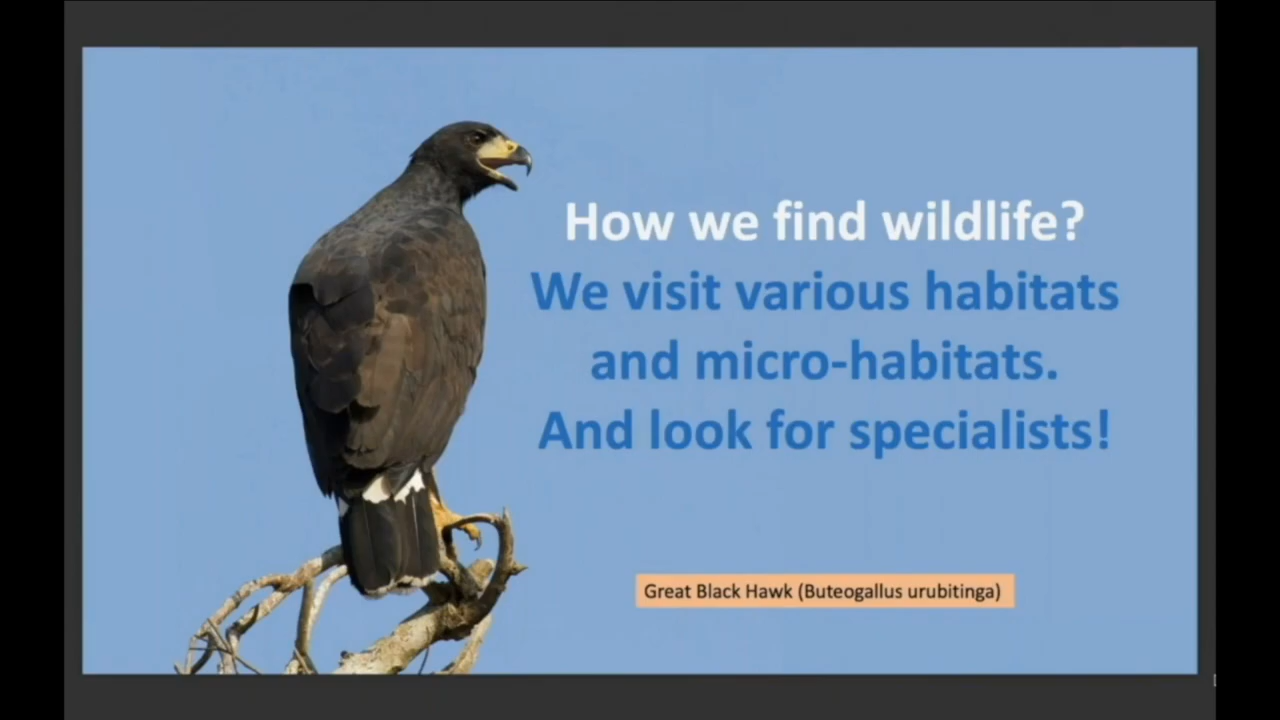 How we find wildlife?
We visit various habitats
and micro-habitats.
And look for specialists!
Great Black Hawk (Buteogallus urubitinga)